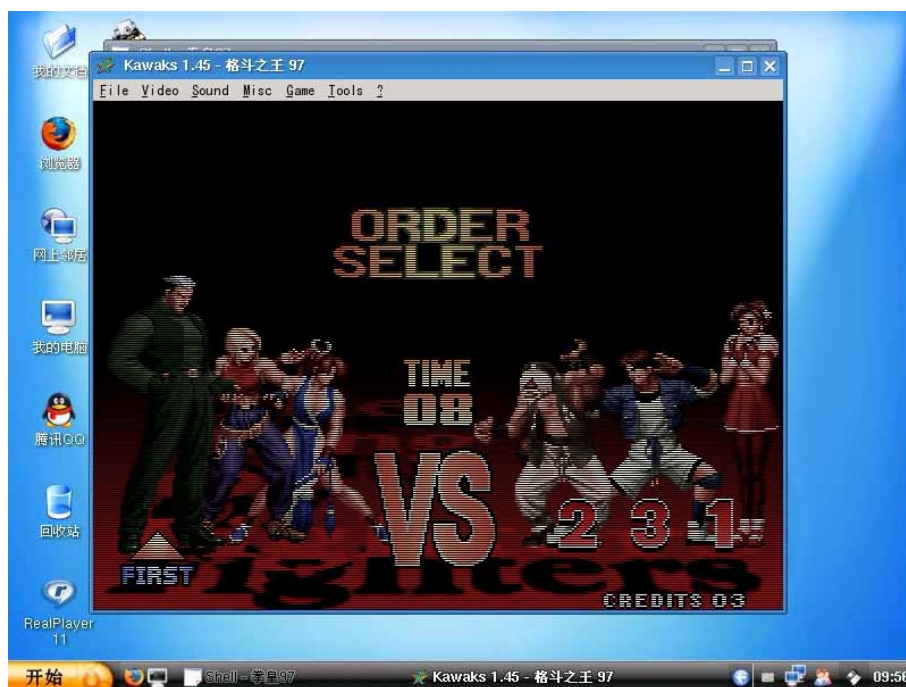 我的文档
Kawaks 1.45 - 格斗之王 97
File Video Sound Misc Game Tools ?
浏览器
ORDER
SELECT
网上邻居
我的电脑
TIME
08
腾讯QQ
VS
2 3 1
回收站
FIRST
fighters
CREDITS 03
RealPlayer
11
开始
Shell - 拳皇97
Kawaks 1.45 - 格斗之王 97
09:56